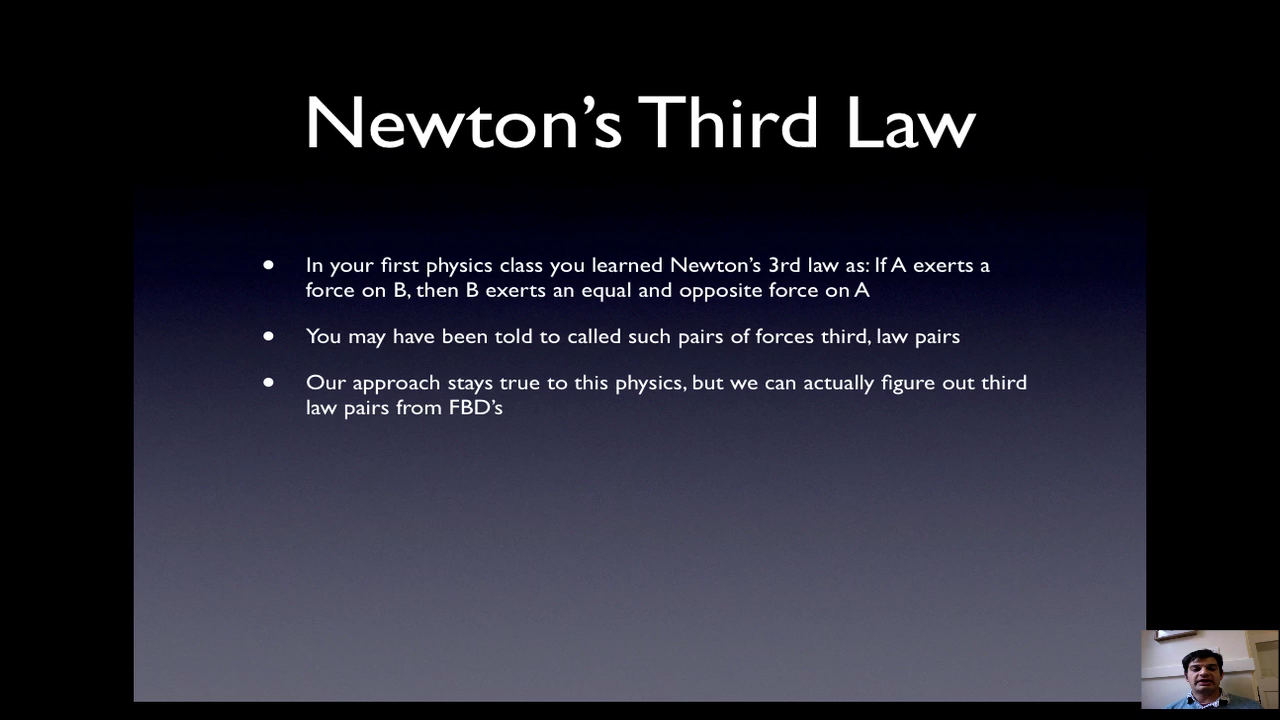 Newton's Third Law
• In your first physics class you learned Newton's 3rd law as: If A exerts a
force on B, then B exerts an equal and opposite force on A
• You may have been told to called such pairs of forces third, law pairs
• Our approach stays true to this physics, but we can actually figure out third
law pairs from FBD's